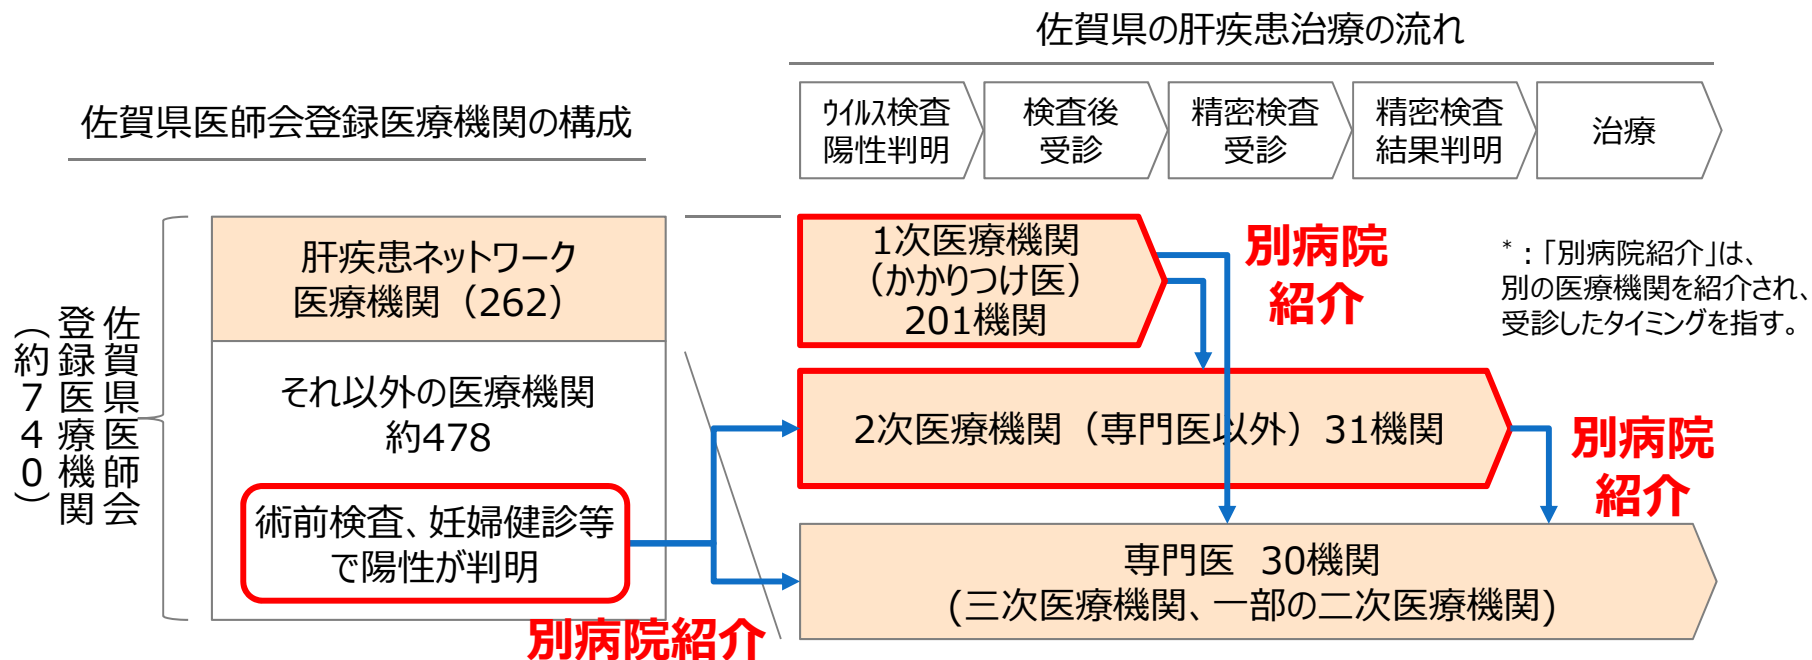 佐賀県の肝疾患治療の流れ
佐賀県医師会登録医療機関の構成
ウイルス検査
陽性判明
検査後
受診
精密検査
受診
精密検査
結果判明
治療
佐賀県医師会
登録医療機関
（約７４０）
肝疾患ネットワーク
医療機関（262）
それ以外の医療機関
約478
術前検査、妊婦健診等
で陽性が判明
別病院紹介
1次医療機関
（かかりつけ医）
201機関
別病院
紹介
*：「別病院紹介」は、
別の医療機関を紹介され、
受診したタイミングを指す。
2次医療機関（専門医以外）31機関
別病院
紹介
専門医 30機関
(三次医療機関、一部の二次医療機関)